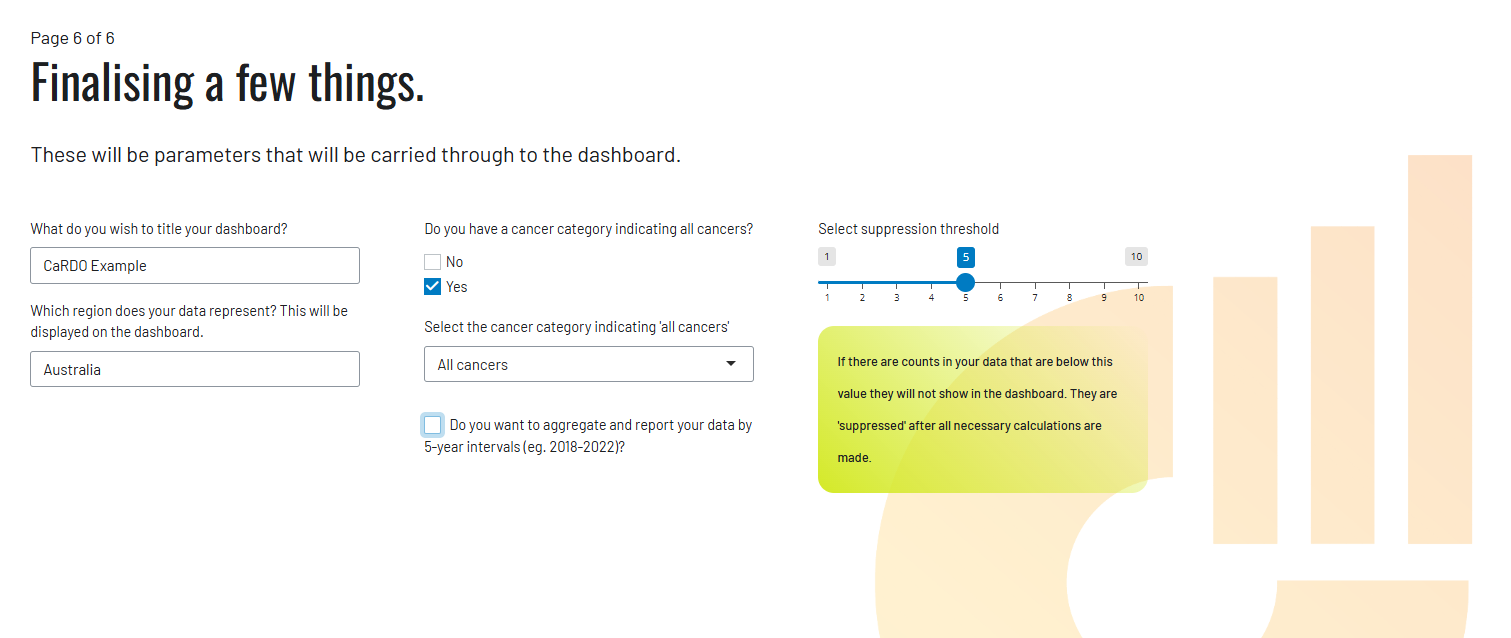 Page 6 of 6
Finalising a few things.
These will be parameters that will be carried through to the dashboard.
What do you wish to title your dashboard?
CaRDO Example
Which region does your data represent? This will be
displayed on the dashboard.
Australia
Do you have a cancer category indicating all cancers?
No
Yes
Select the cancer category indicating 'all cancers'
All cancers
Do you want to aggregate and report your data by
5-year intervals (eg. 2018-2022)?
Select suppression threshold
1 5 10
1 2 3 4 5 6 7 8 9 10
If there are counts in your data that are below this
value they will not show in the dashboard. They are
'suppressed' after all necessary calculations are
made.